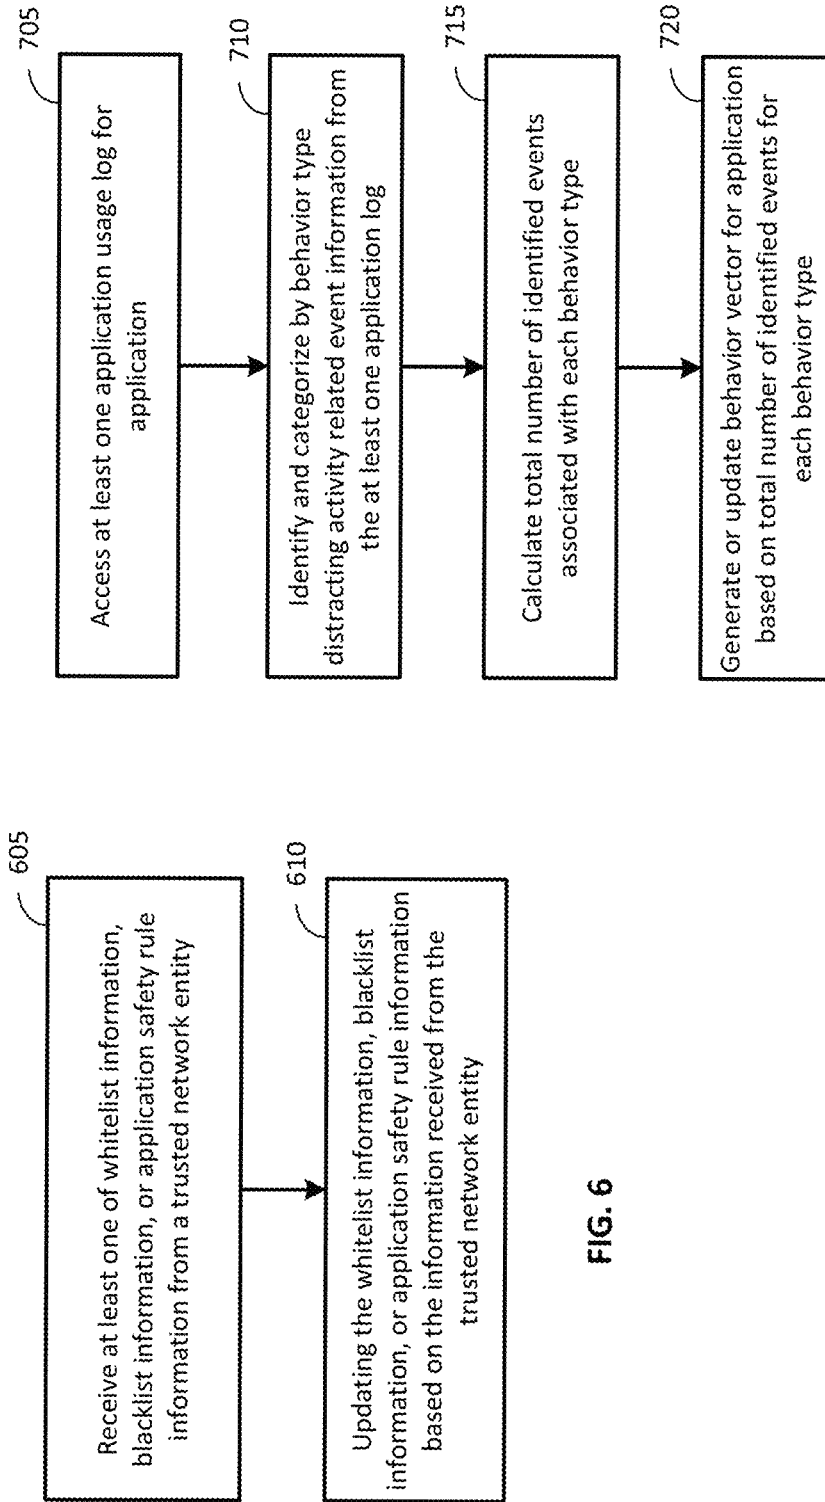 605
Receive at least one of whitelist information,
blacklist information, or application safety rule
information from a trusted network entity
610
Updating the whitelist information, blacklist
information, or application safety rule information
based on the information received from the
trusted network entity
FIG. 6
705
Access at least one application usage log for
application
710
Identify and categorize by behavior type
distracting activity related event information from
the at least one application log
715
Calculate total number of identified events
associated with each behavior type
720
Generate or update behavior vector for application
based on total number of identified events for
each behavior type